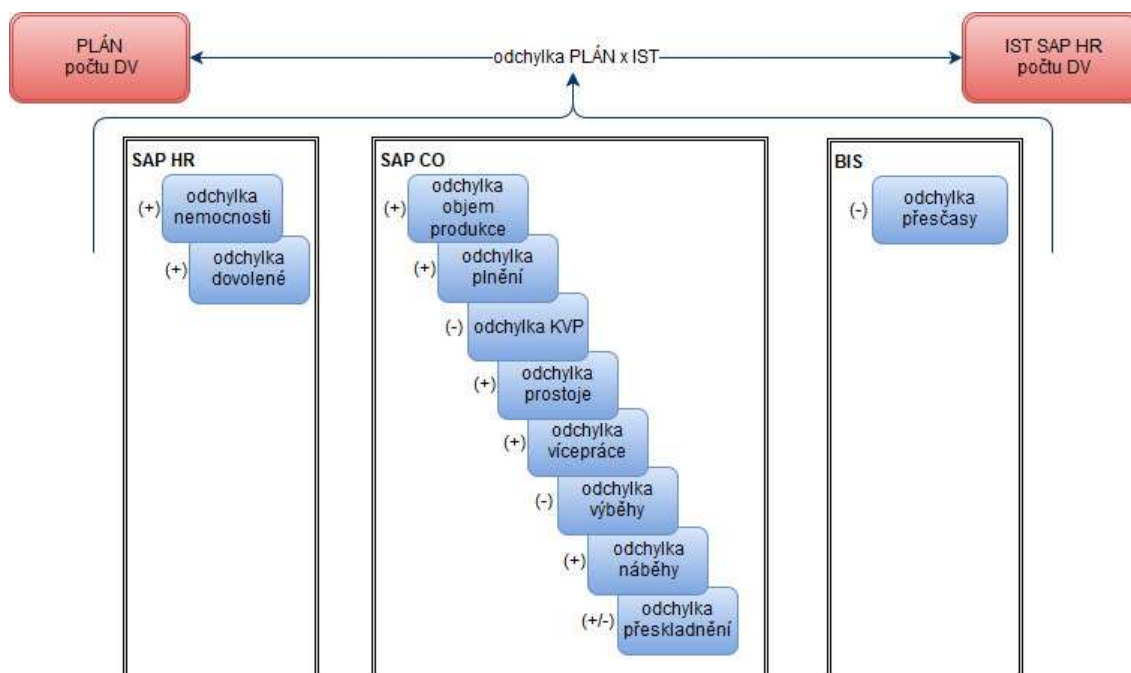 PLÁN
počtu DV
odchylka PLÁN x IST
IST SAP HR
počtu DV
SAP HR
(+)
odchylka
nemocnosti
(+)
odchylka
dovolené
SAP CO
(+)
odchylka
objem
produkce
(+)
odchylka
plnění
(-)
odchylka KVP
(+)
odchylka
prostoje
(+)
odchylka
vícepráce
(-)
odchylka
výběhy
(+)
odchylka
náběhy
(+/-)
odchylka
přeskladnění
BIS
(-)
odchylka
přesčasy